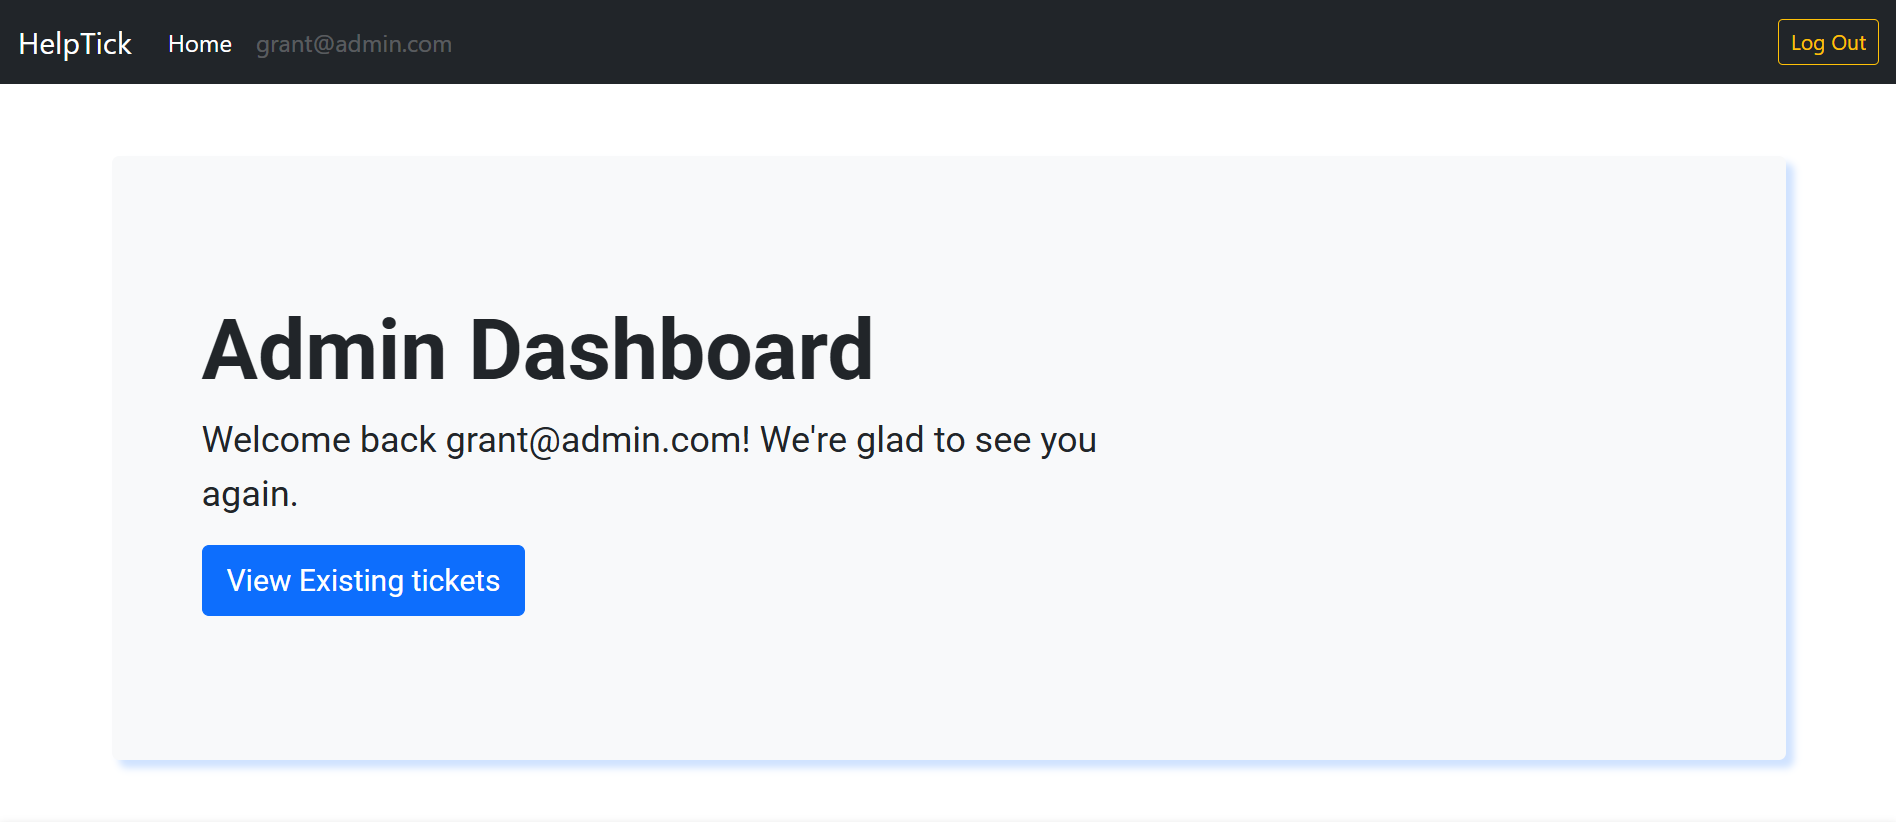 HelpTick Home grant@admin.com Log Out
Admin Dashboard
Welcome back grant@admin.com! We're glad to see you
again.
View Existing tickets